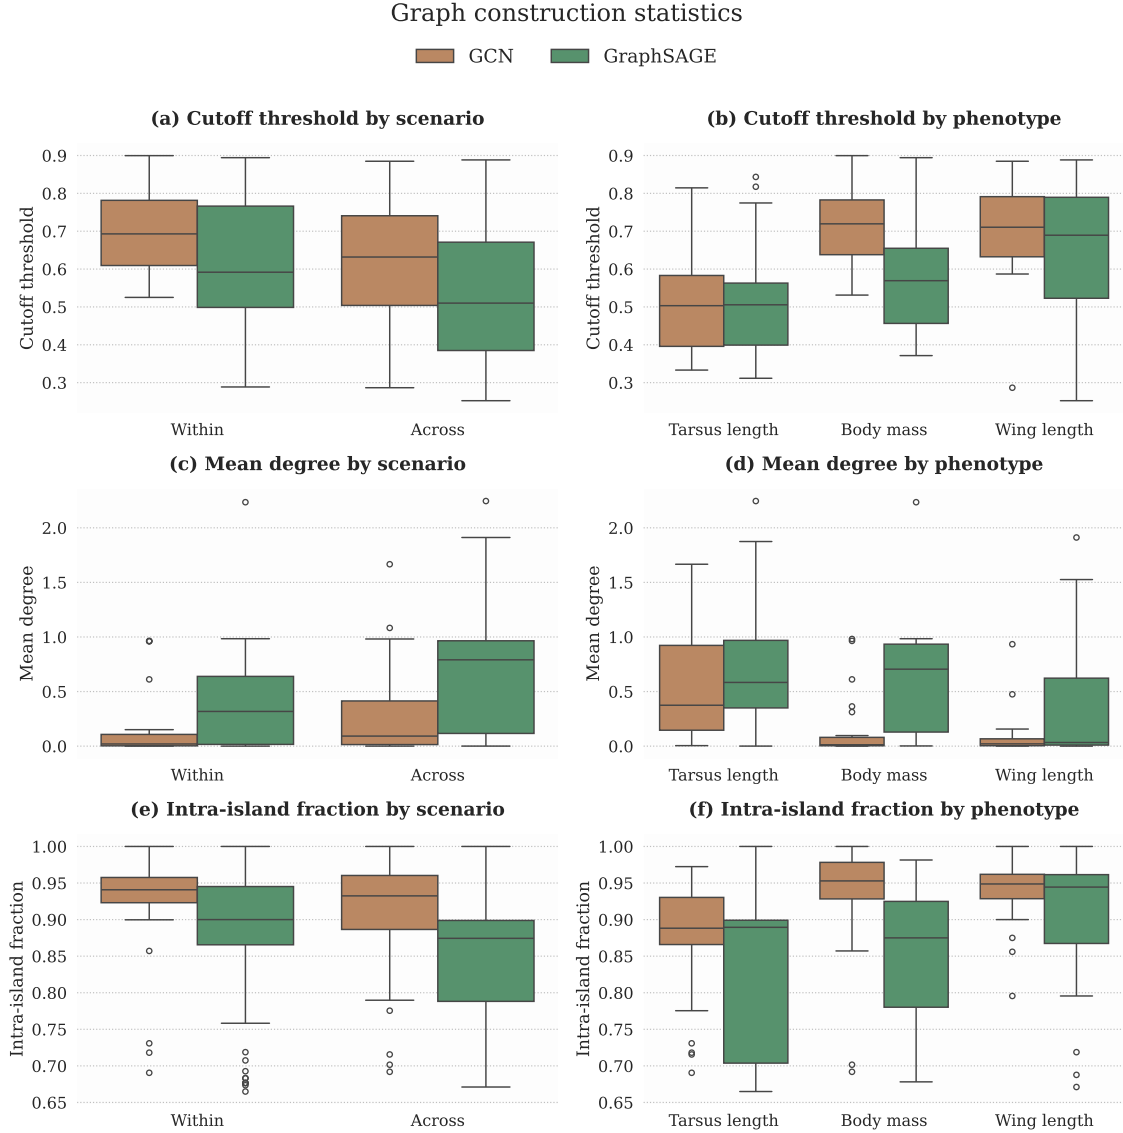 Graph construction statistics
GCN GraphSAGE
(a) Cutoff threshold by scenario
Cutoff threshold
0.9
0.8
0.7
0.6
0.5
0.4
0.3
Within Across
(b) Cutoff threshold by phenotype
Cutoff threshold
0.9
0.8
0.7
0.6
0.5
0.4
0.3
Tarsus length Body mass Wing length
(c) Mean degree by scenario
Mean degree
2.0
1.5
1.0
0.5
0.0
Within Across
(d) Mean degree by phenotype
Mean degree
2.0
1.5
1.0
0.5
0.0
Tarsus length Body mass Wing length
(e) Intra-island fraction by scenario
Intra-island fraction
1.00
0.95
0.90
0.85
0.80
0.75
0.70
0.65
Within Across
(f) Intra-island fraction by phenotype
Intra-island fraction
1.00
0.95
0.90
0.85
0.80
0.75
0.70
0.65
Tarsus length Body mass Wing length